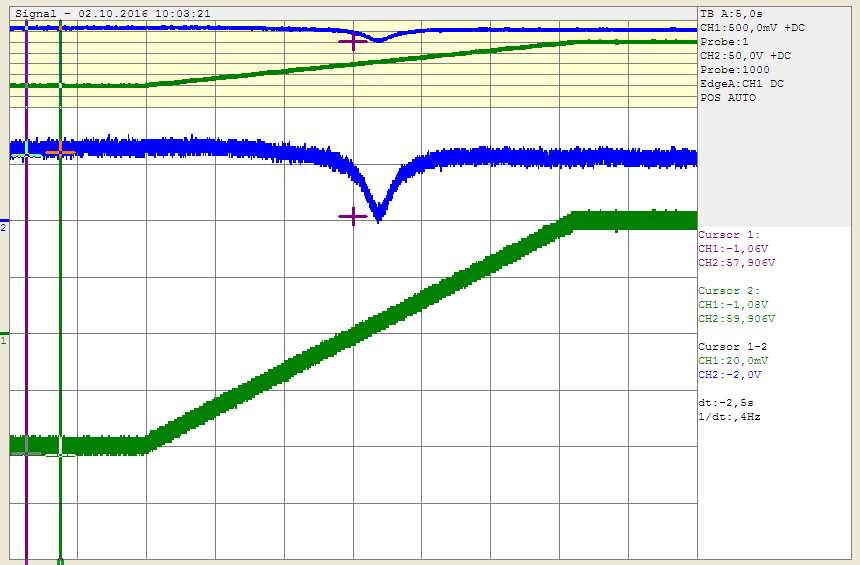 Signal - 02.10.2016 10:03:21
TB A:5,0s
CH1:500,0mV +DC
Probe:1
CH2:50,0V +DC
Probe:1000
EdgeA:CH1 DC
POS AUTO
2
1
Cursor 1:
CH1:-1,06V
CH2:57,906V
Cursor 2:
CH1:-1,08V
CH2:59,906V
Cursor 1-2
CH1:20,0mV
CH2:-2,0V
dt:-2,5s
1/dt:,4Hz